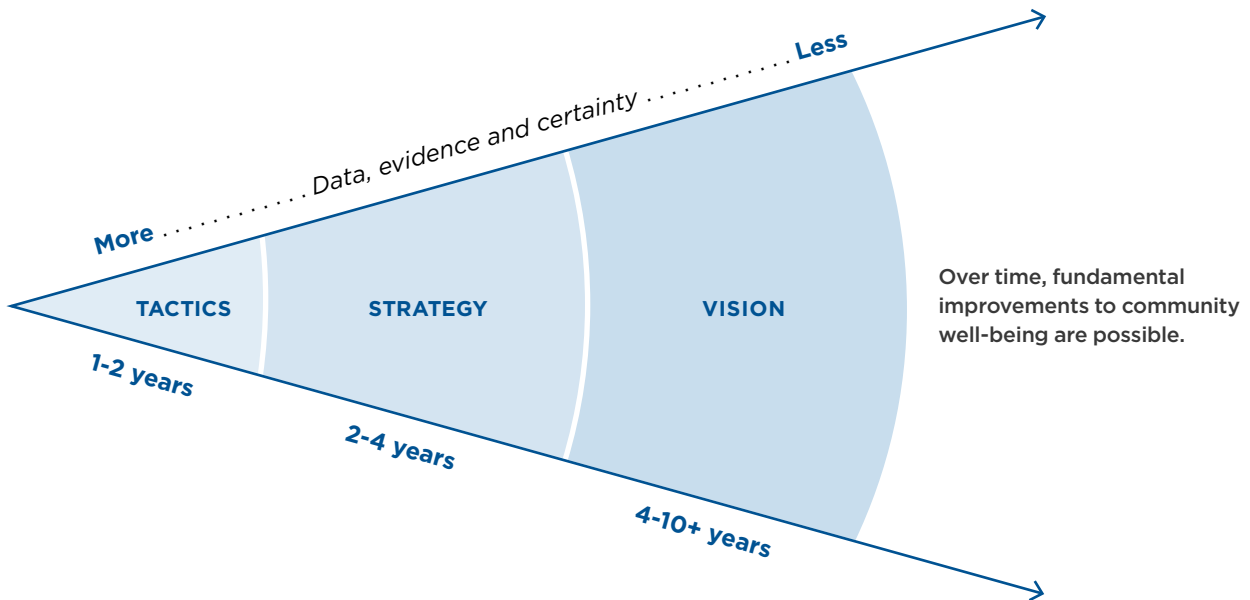 More . . . . . . . . . Data, evidence and certainty . . . . . . . . . Less
TACTICS
STRATEGY
VISION
1-2 years
2-4 years
4-10+ years
Over time, fundamental
improvements to community
well-being are possible.